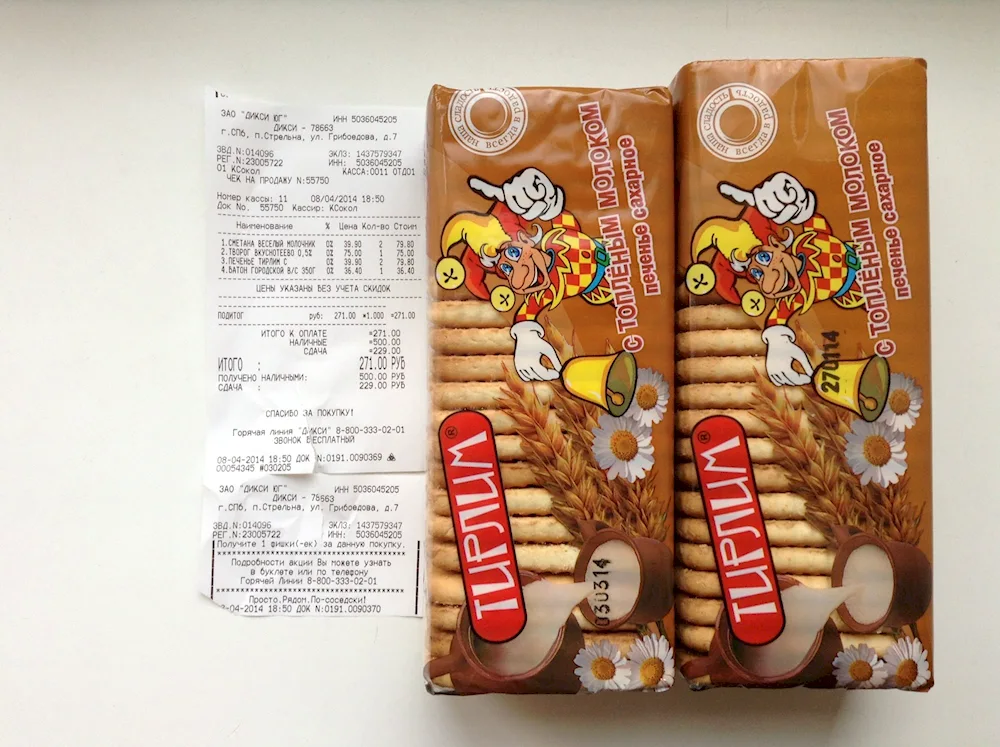 ЗАО "ДИКСИ ЮГ" ИНН 5036045205
ДИКСИ - 78663
г.СПб, п.Стрельна, ул. Грибоедова, д.7
ЗВД.N:014096 ЭКЛЗ: 1437579347
РЕГ.N:23005722 ИНН: 5036045205
01 КСокол КАССА:0011 ОТД01
ЧЕК НА ПРОДАЖУ N:55750
Номер кассы: 11 08/04/2014 18:50
Док No. 55750 Кассир: КСокол
Наименование % Цена Кол-во Стоим
1.СМЕТАНА ВЕСЕЛЫЙ МОЛОЧНИК 0% 39.90 2 79.80
2.ТВОРОГ ВКУСНОТЕЕВО 0,5% 0% 75.00 1 75.00
3.ПЕЧЕНЬЕ ТИРЛИМ С 0% 39.90 2 79.80
4.БАТОН ГОРОДСКОЙ В/С 350Г 0% 36.40 1 36.40
ЦЕНЫ УКАЗАНЫ БЕЗ УЧЕТА СКИДОК
ПОДИТОГ руб: 271.00 *1.000 =271.00
ИТОГО К ОПЛАТЕ =271.00
НАЛИЧНЫЕ =500.00
СДАЧА =229.00
ИТОГО : 271.00 РУБ
ПОЛУЧЕНО НАЛИЧНЫМИ: 500.00 РУБ
СДАЧА : 229.00 РУБ
СПАСИБО ЗА ПОКУПКУ!
Горячая линия "ДИКСИ" 8-800-333-02-01
ЗВОНОК БЕСПЛАТНЫЙ
08-04-2014 18:50 ДОК N:0191.0090369
00054345 #030205
ЗАО "ДИКСИ ЮГ" ИНН 5036045205
ДИКСИ - 78663
г.СПб, п.Стрельна, ул. Грибоедова, д.7
ЗВД.N:014096 ЭКЛЗ: 1437579347
РЕГ.N:23005722 ИНН: 5036045205
Получите 1 фишки(-ек) за данную покупку.
Подробности акции Вы можете узнать
в буклете или по телефону
Горячей Линии 8-800-333-02-01
Просто.Рядом.По-соседски!
-04-2014 18:50 ДОК N:0191.0090370
наша сладость
всегда в радость
С ТОПЛЁНЫМ МОЛОКОМ
печенье сахарное
ТИРЛИМ®
030314
наша сладость
всегда в радость
С ТОПЛЁНЫМ МОЛОКОМ
печенье сахарное
270114
ТИРЛИМ®